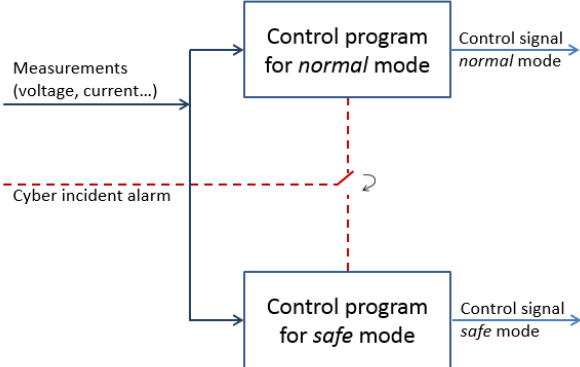 Control program
for normal mode
Control signal
normal mode
Measurements
(voltage, current...)
Cyber incident alarm
Control program
for safe mode
Control signal
safe mode